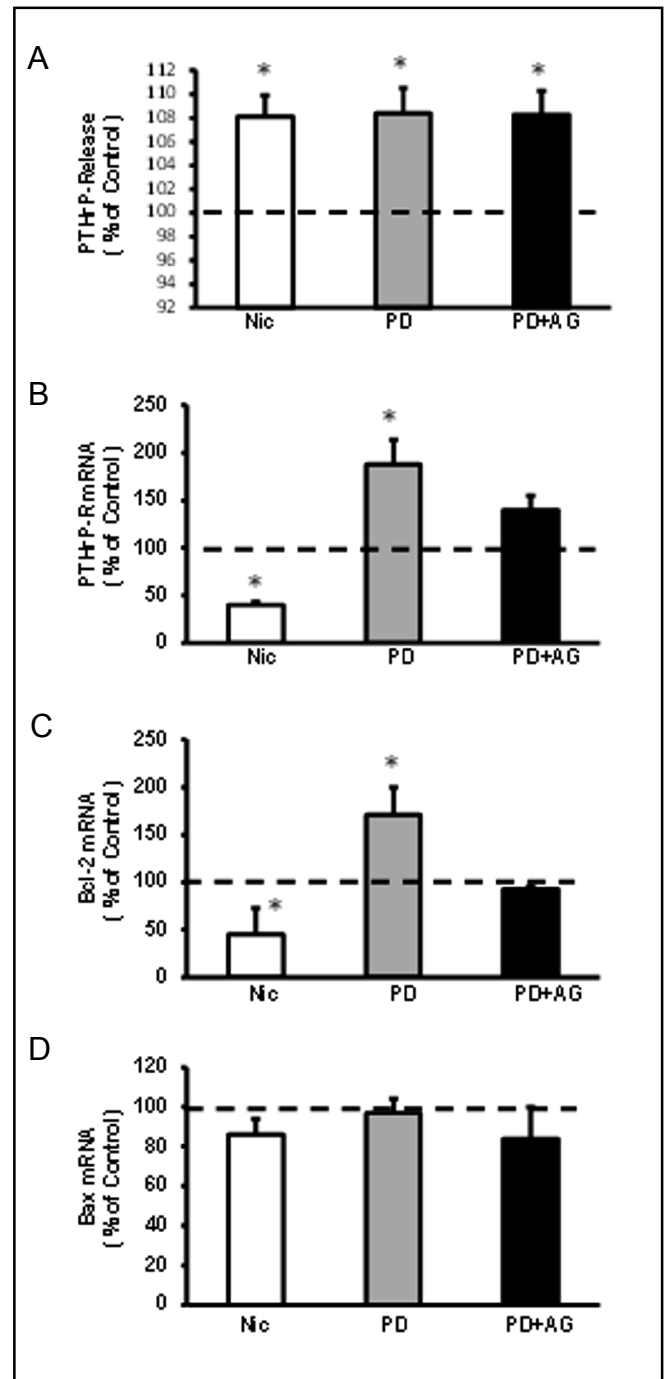 A
PTHrP-Release
( % of Control )
112
110
108
106
104
102
100
98
96
94
92
* * *
Nic PD PD+AG
B
PTHrP-R mRNA
( % of Control )
250
200
150
100
50
0
* *
Nic PD PD+AG
C
Bcl-2 mRNA
( % of Control )
250
200
150
100
50
0
* *
Nic PD PD+AG
D
Bax mRNA
( % of Control )
120
100
80
60
40
20
0
Nic PD PD+AG